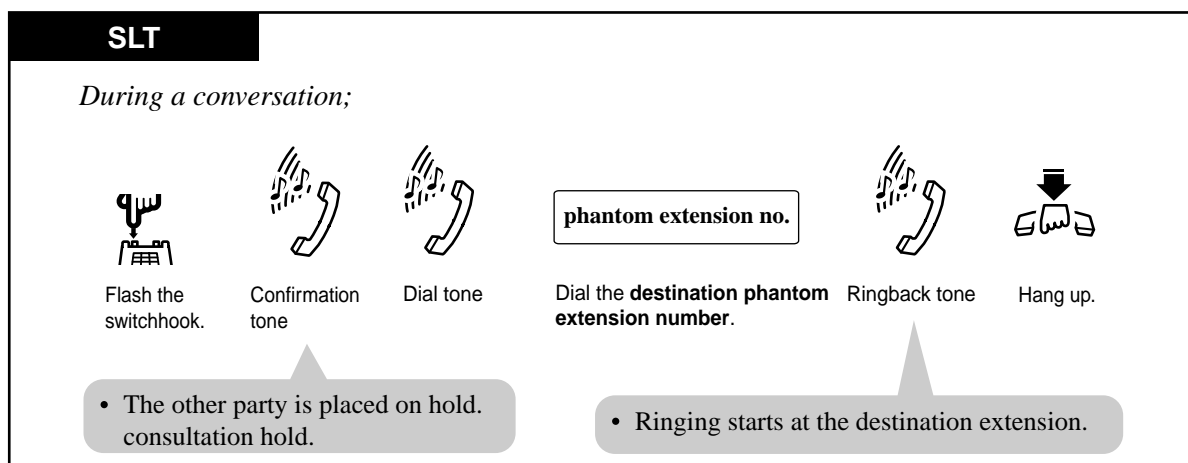 SLT
During a conversation;
phantom extension no.
Flash the
switchhook.
Confirmation
tone
Dial tone
Dial the destination phantom
extension number.
Ringback tone
Hang up.
• The other party is placed on hold.
consultation hold.
• Ringing starts at the destination extension.